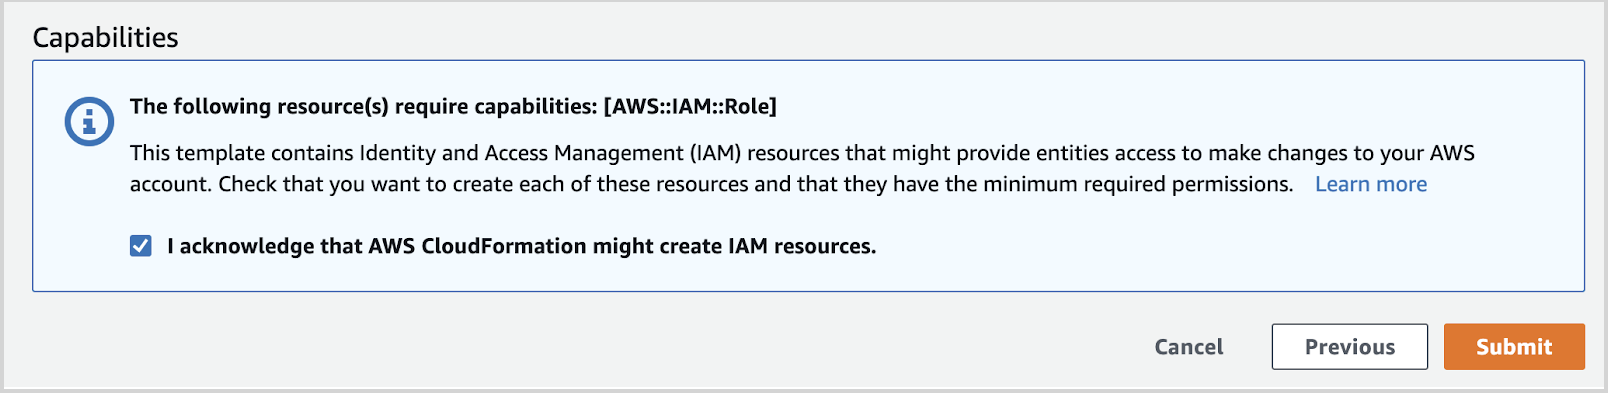 Capabilities
The following resource(s) require capabilities: [AWS::IAM::Role]
This template contains Identity and Access Management (IAM) resources that might provide entities access to make changes to your AWS
account. Check that you want to create each of these resources and that they have the minimum required permissions. Learn more
I acknowledge that AWS CloudFormation might create IAM resources.
Cancel Previous Submit